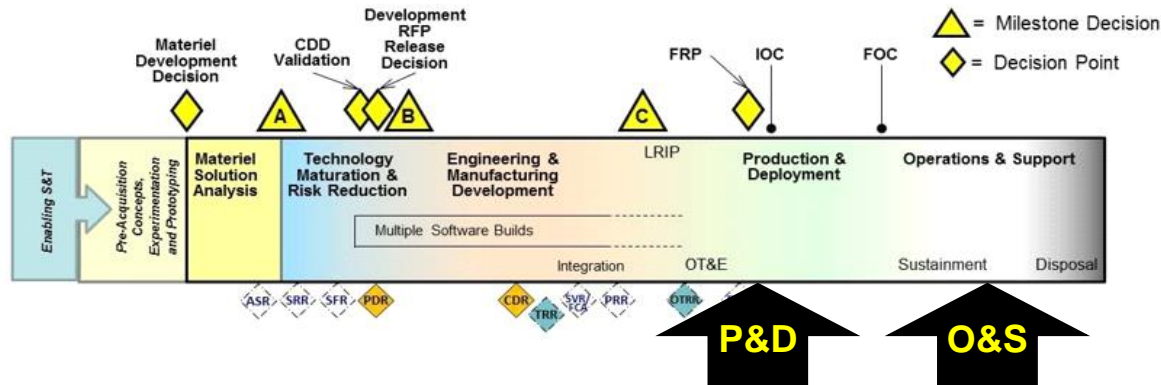 Development
RFP
Release
Decision
Materiel
Development
Decision
CDD
Validation
FRP
IOC
FOC
= Milestone Decision
= Decision Point
A
B
C
Enabling S&T
Pre-Acquisition
Concepts,
Experimentation
and Prototyping
Materiel
Solution
Analysis
Technology
Maturation &
Risk Reduction
Engineering &
Manufacturing
Development
LRIP
Production &
Deployment
Operations & Support
Multiple Software Builds
Integration
OT&E
Sustainment
Disposal
ASR
SRR
SFR
PDR
CDR
TRR
SVR/
FCA
PRR
OTRR
P&D
O&S